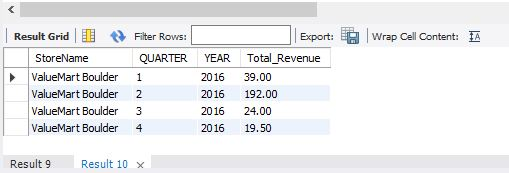 Result Grid Filter Rows: Export: Wrap Cell Content:
StoreName QUARTER YEAR Total_Revenue
ValueMart Boulder 1 2016 39.00
ValueMart Boulder 2 2016 192.00
ValueMart Boulder 3 2016 24.00
ValueMart Boulder 4 2016 19.50
Result 9 Result 10